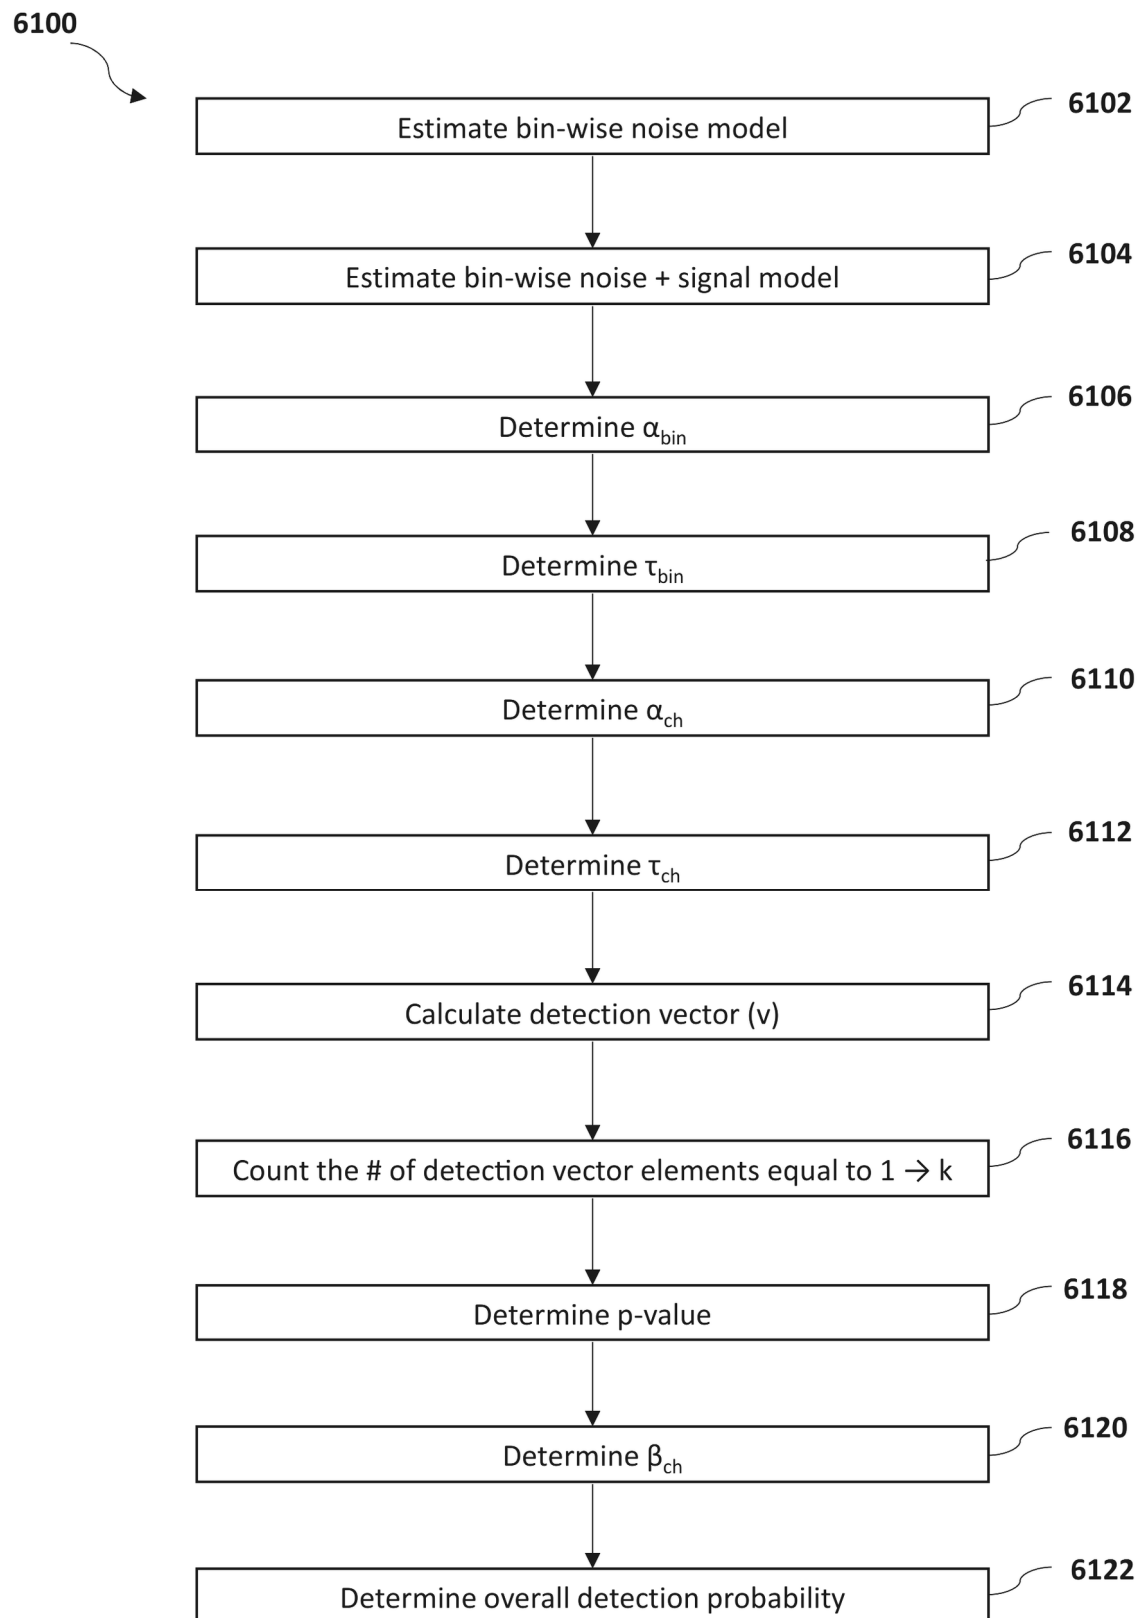 6100
6102
Estimate bin-wise noise model
6104
Estimate bin-wise noise + signal model
6106
Determine αbin
6108
Determine τbin
6110
Determine αch
6112
Determine τch
6114
Calculate detection vector (v)
6116
Count the # of detection vector elements equal to 1 → k
6118
Determine p-value
6120
Determine βch
6122
Determine overall detection probability